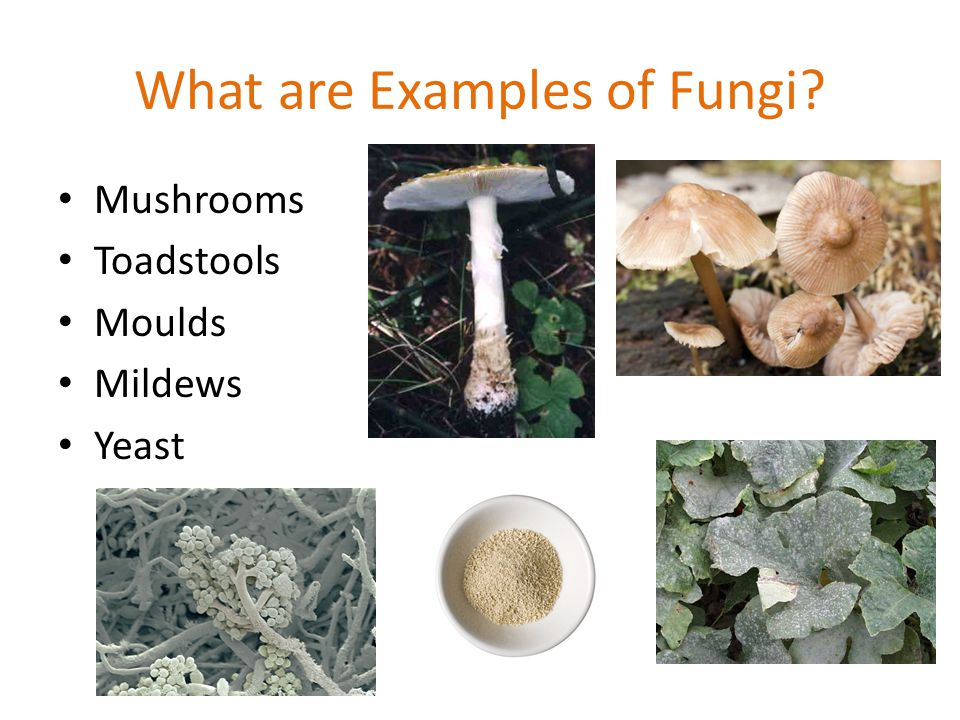 What are Examples of Fungi?
• Mushrooms
• Toadstools
• Moulds
• Mildews
• Yeast